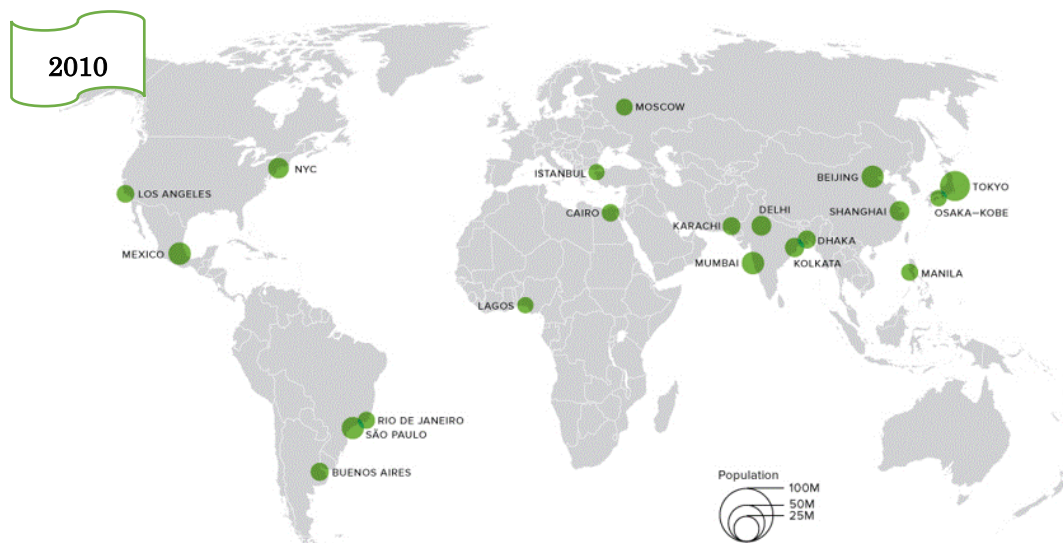 2010
MOSCOW
NYC
ISTANBUL
BEIJING
LOS ANGELES
TOKYO
CAIRO
DELHI
SHANGHAI
OSAKA–KOBE
KARACHI
DHAKA
MEXICO
MUMBAI
KOLKATA
MANILA
LAGOS
RIO DE JANEIRO
SÃO PAULO
BUENOS AIRES
Population
100M
50M
25M